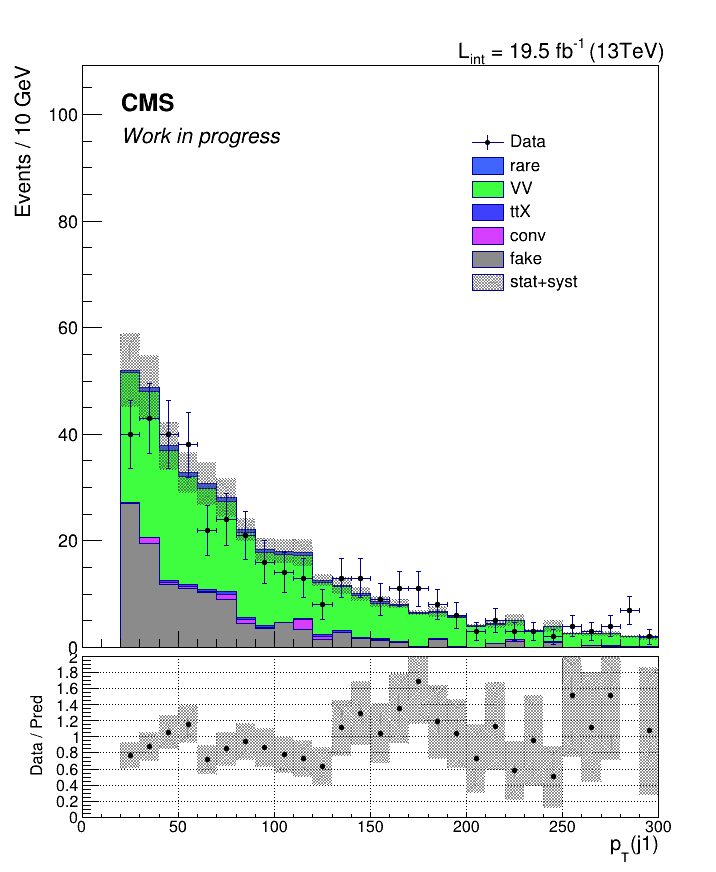 L_int = 19.5 fb^-1 (13TeV)
Events / 10 GeV
CMS
Work in progress
Data
rare
VV
ttX
conv
fake
stat+syst
100
80
60
40
20
0
Data / Pred
2
1.8
1.6
1.4
1.2
1
0.8
0.6
0.4
0.2
0
0 50 100 150 200 250 300
p_T(j1)